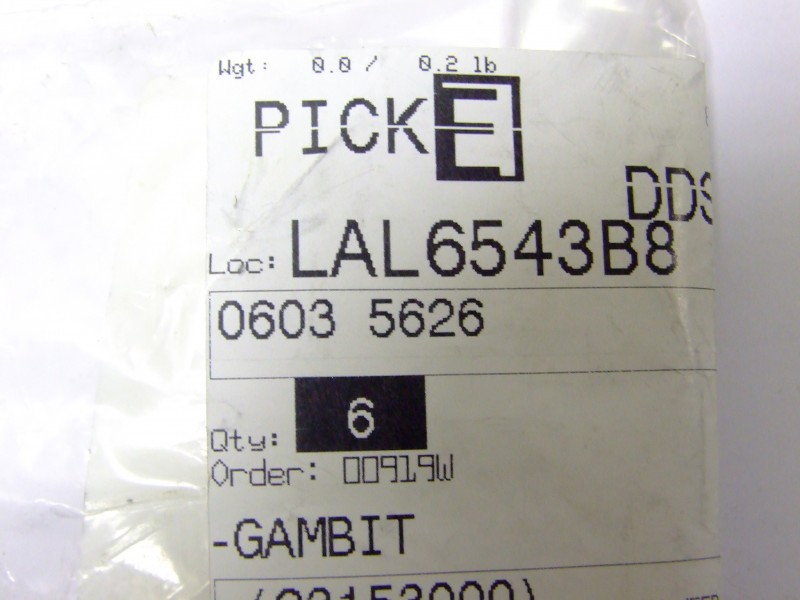 Wgt: 0.0 / 0.2 lb
PICK E
DDS
Loc: LAL6543B8
0603 5626
Qty: 6
Order: 00919W
-GAMBIT